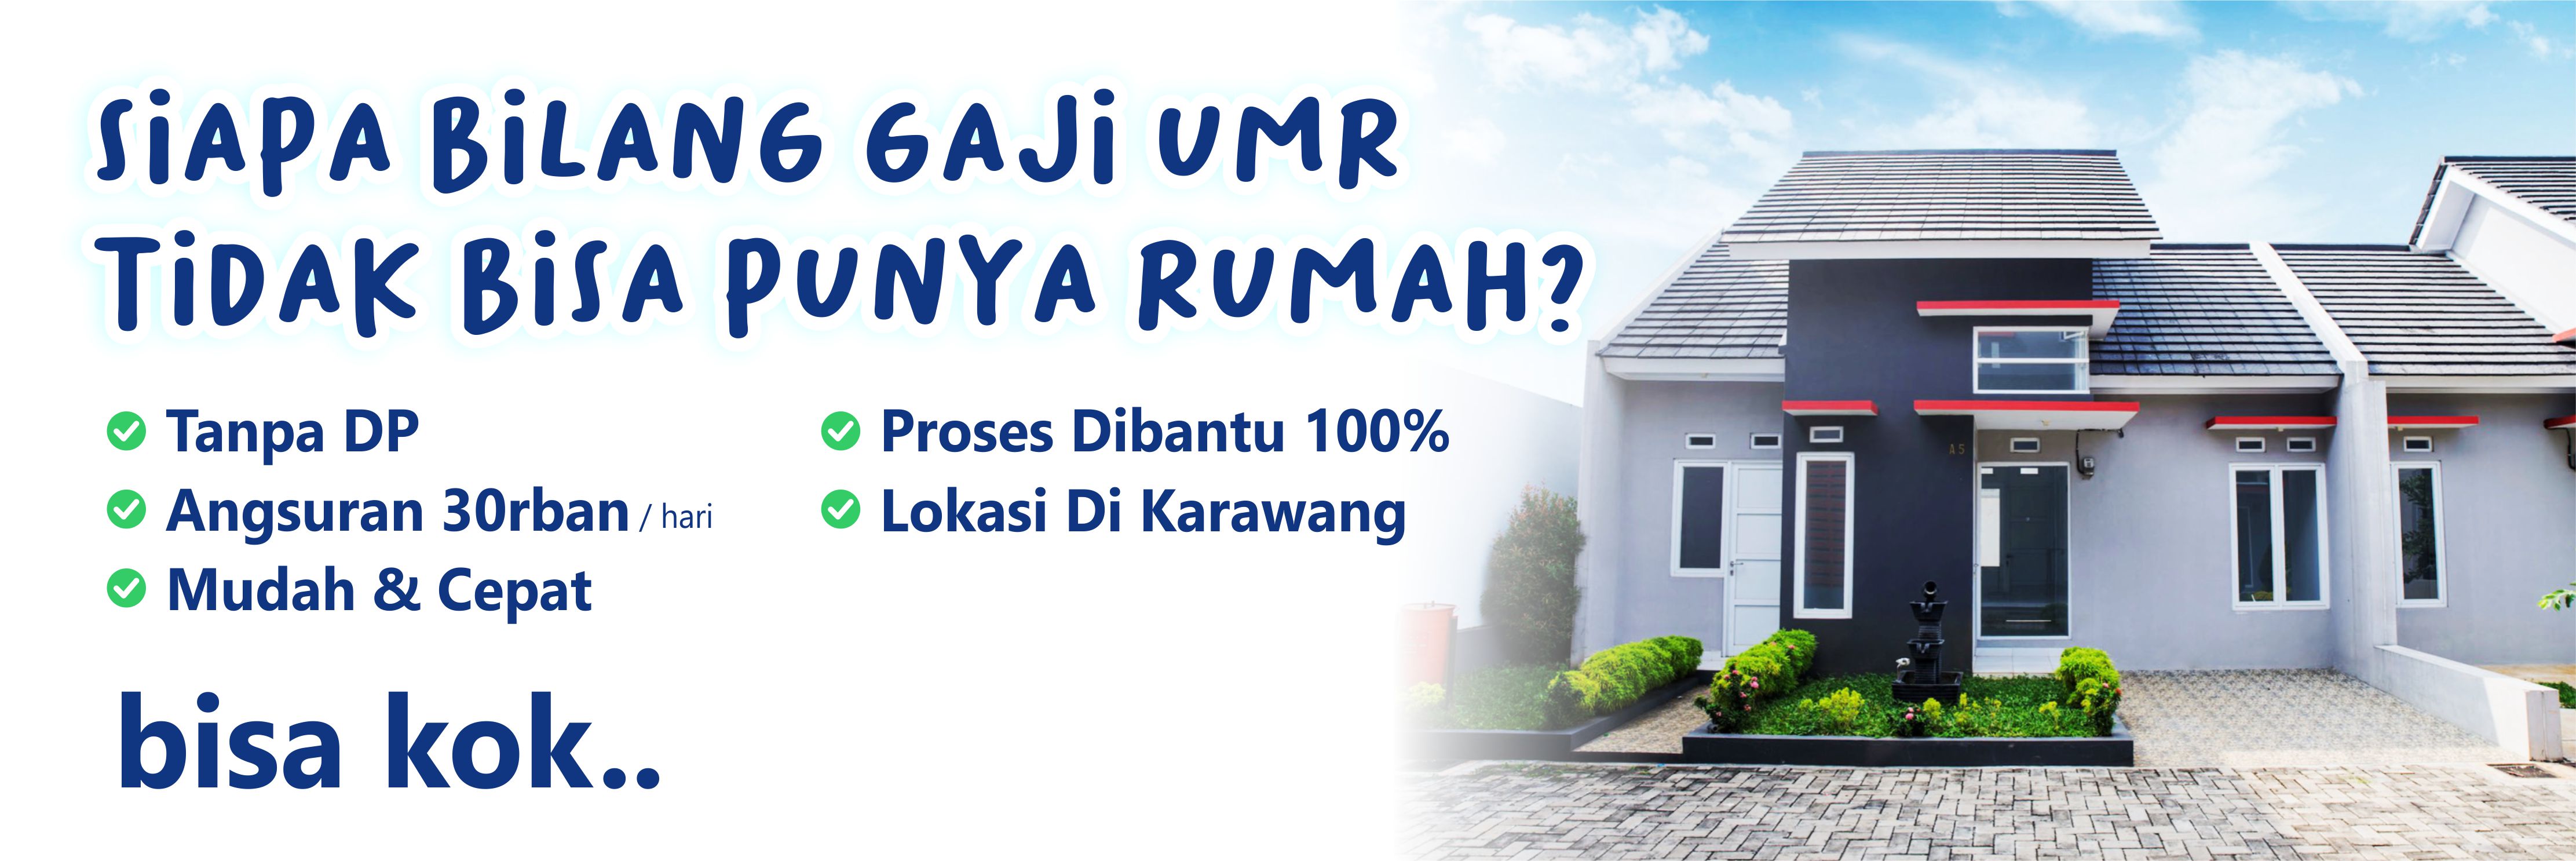 SiAPA BiLANG GAJi UMR
TiDAK BiSA PUNYA RUMAH?
Tanpa DP
Angsuran 30rban / hari
Mudah & Cepat
Proses Dibantu 100%
Lokasi Di Karawang
bisa kok..
A5